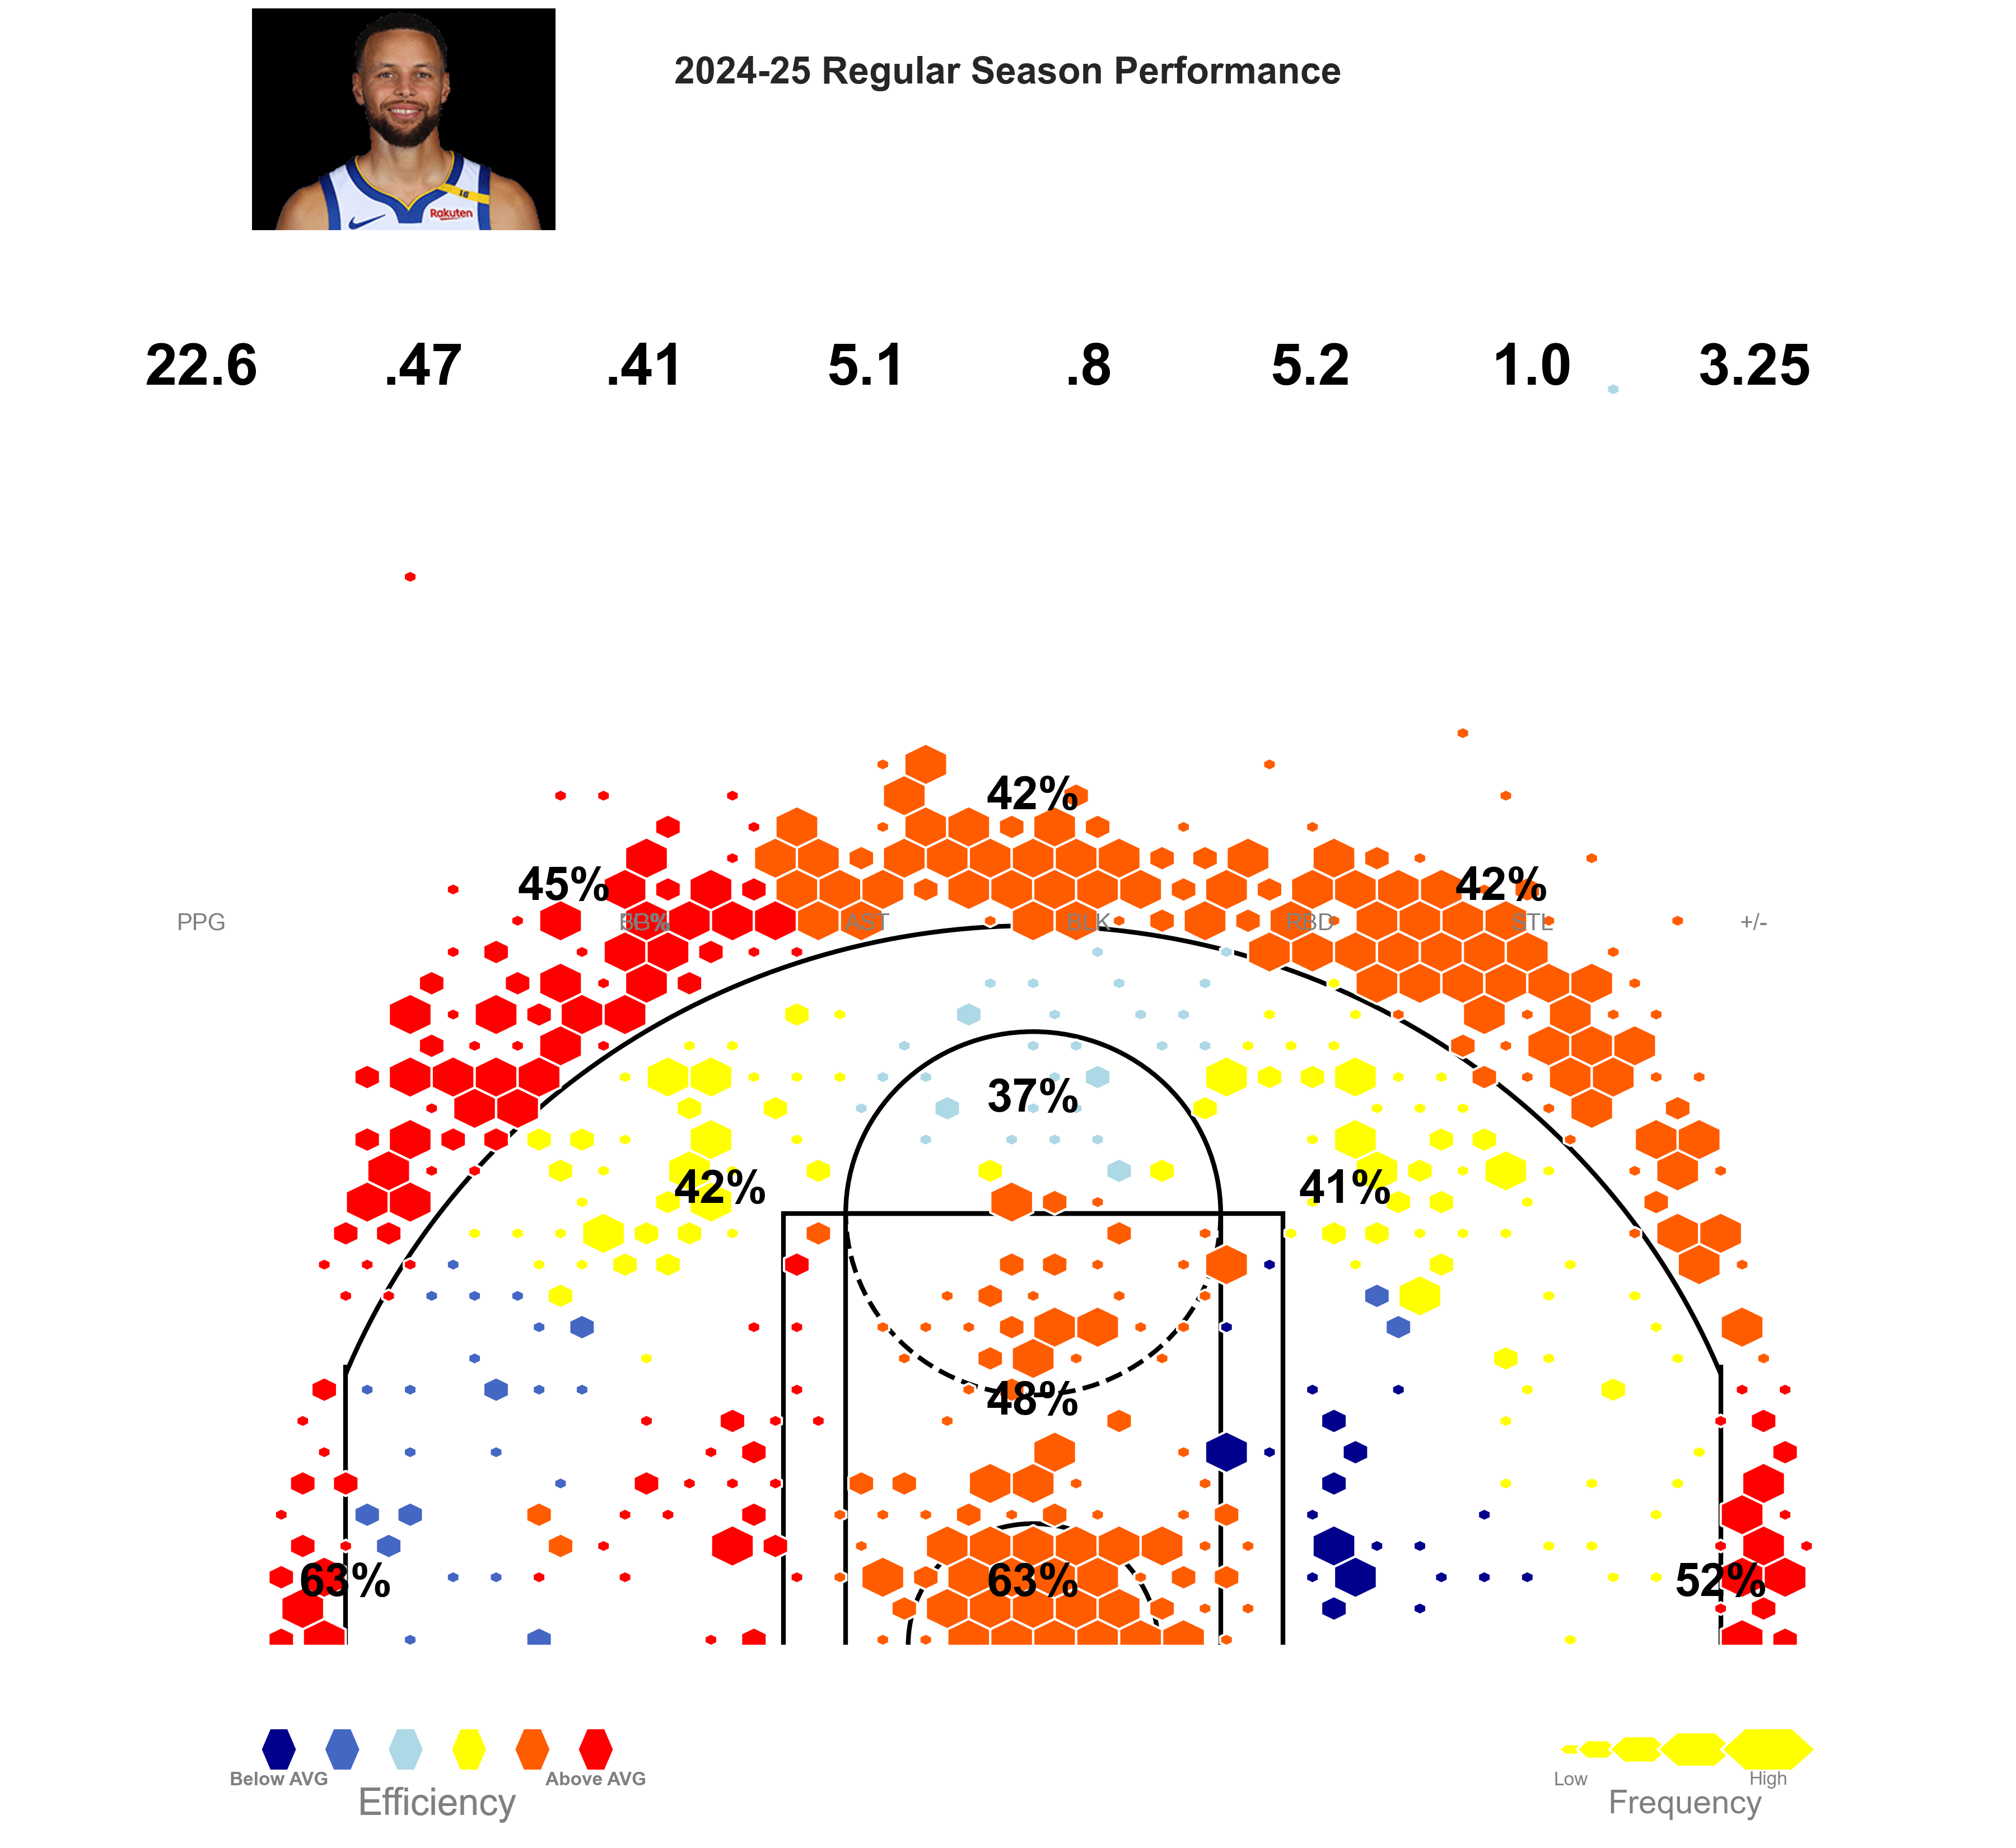 2024-25 Regular Season Performance
16
Rakuten
22.6 .47 .41 5.1 .8 5.2 1.0 3.25
42%
45% 42%
PPG AST BLK RBD STL +/-
37%
42% 41%
48%
63% 63% 52%
Below AVG Above AVG
Efficiency
Low High
Frequency